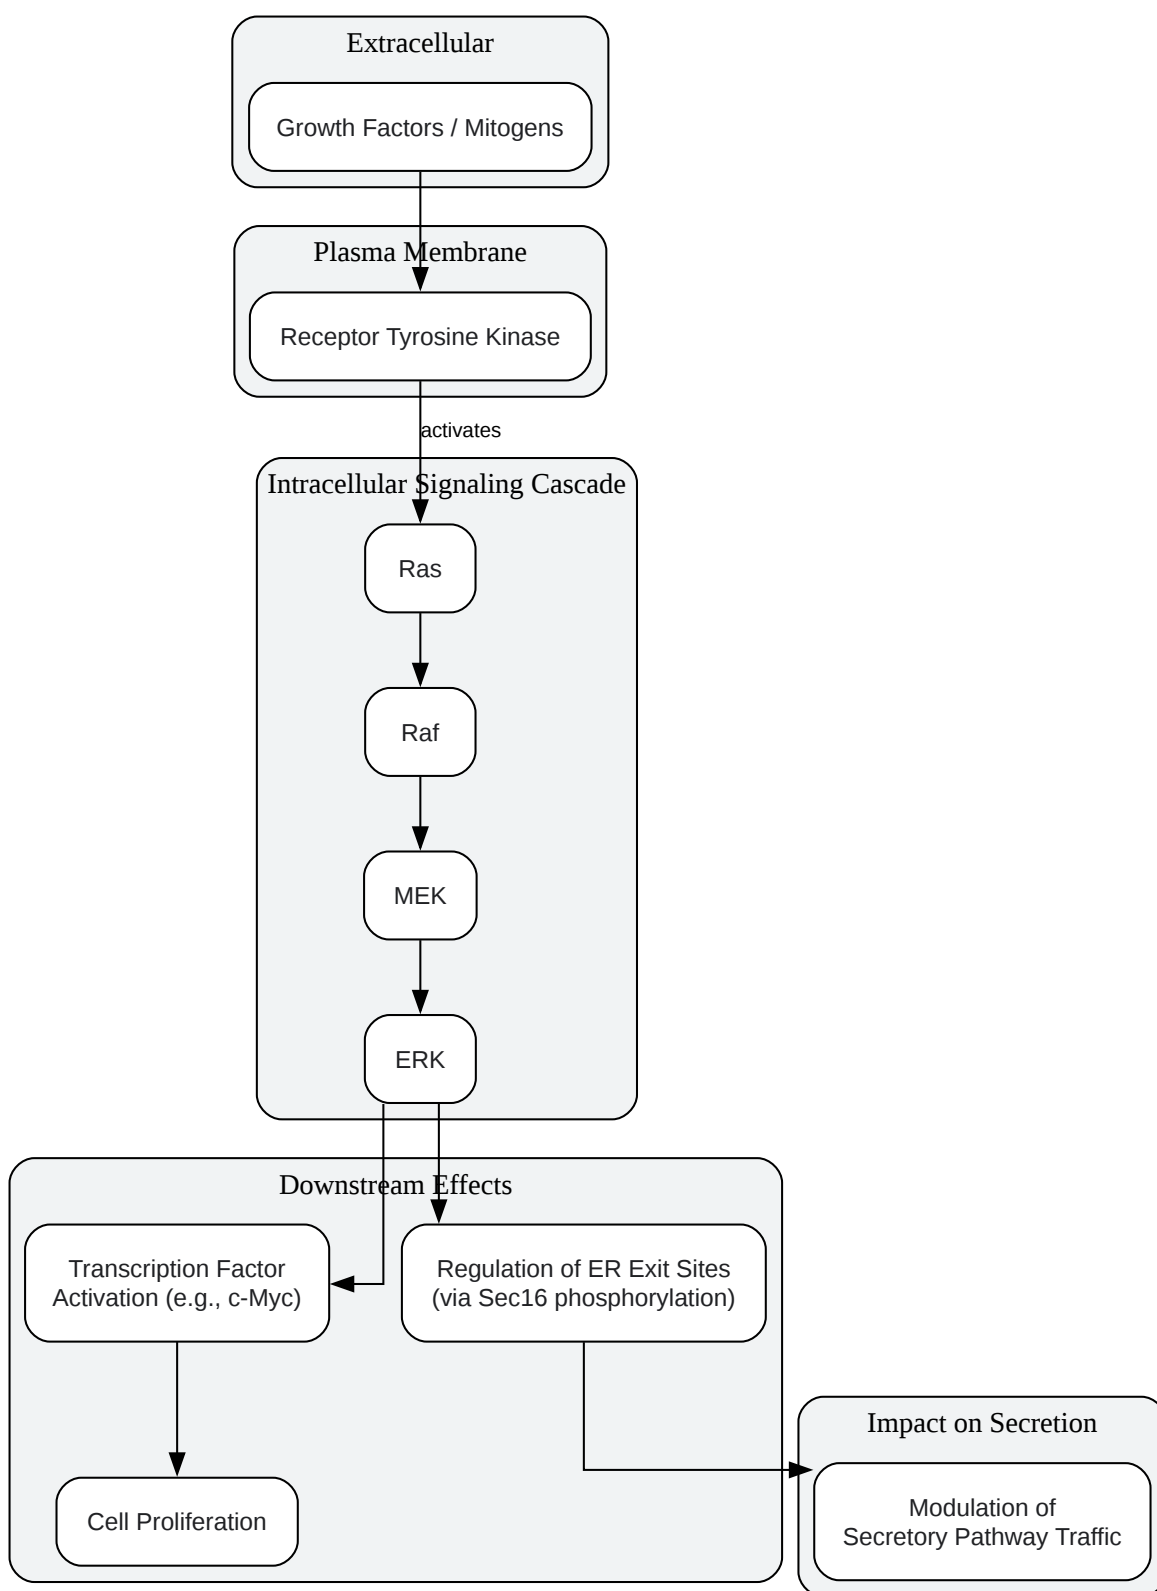 Extracellular
Growth Factors / Mitogens
Plasma Membrane
Receptor Tyrosine Kinase
activates
Intracellular Signaling Cascade
Ras
Raf
MEK
ERK
Downstream Effects
Transcription Factor
Activation (e.g., c-Myc)
Regulation of ER Exit Sites
(via Sec16 phosphorylation)
Cell Proliferation
Impact on Secretion
Modulation of
Secretory Pathway Traffic